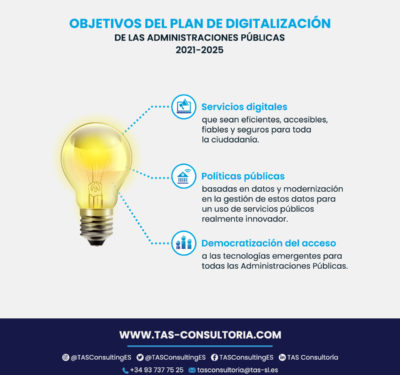 OBJETIVOS DEL PLAN DE DIGITALIZACIÓN
DE LAS ADMINISTRACIONES PÚBLICAS
2021-2025
Servicios digitales
que sean eficientes, accesibles,
fiables y seguros para toda
la ciudadanía.
Políticas públicas
basadas en datos y modernización
en la gestión de estos datos para
un uso de servicios públicos
realmente innovador.
Democratización del acceso
a las tecnologías emergentes para
todas las Administraciones Públicas.
WWW.TAS-CONSULTORIA.COM
@TASConsultingES @TASConsultingES @TASConsultingES TAS Consultoría
+34 93 737 75 25 tasconsultoria@tas-sl.es